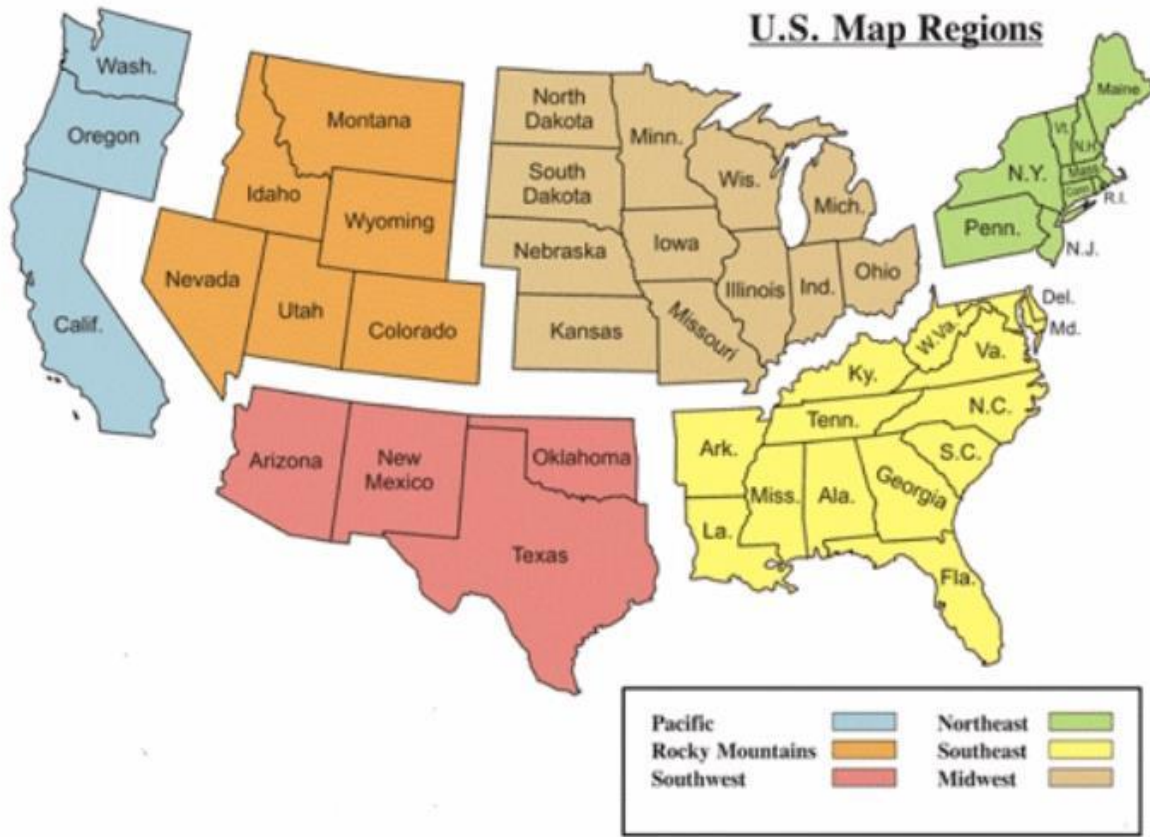 U.S. Map Regions
Wash.
Oregon
Calif.
Montana
Idaho
Wyoming
Nevada
Utah
Colorado
North
Dakota
South
Dakota
Nebraska
Kansas
Minn.
Iowa
Missouri
Wis.
Illinois
Mich.
Ind.
Ohio
Maine
Vt.
N.H.
Mass.
Conn.
R.I.
N.Y.
Penn.
N.J.
Del.
Md.
W.Va.
Va.
Ky.
N.C.
Tenn.
S.C.
Ark.
Miss.
Ala.
Georgia
La.
Fla.
Arizona
New
Mexico
Oklahoma
Texas
Pacific
Rocky Mountains
Southwest
Northeast
Southeast
Midwest